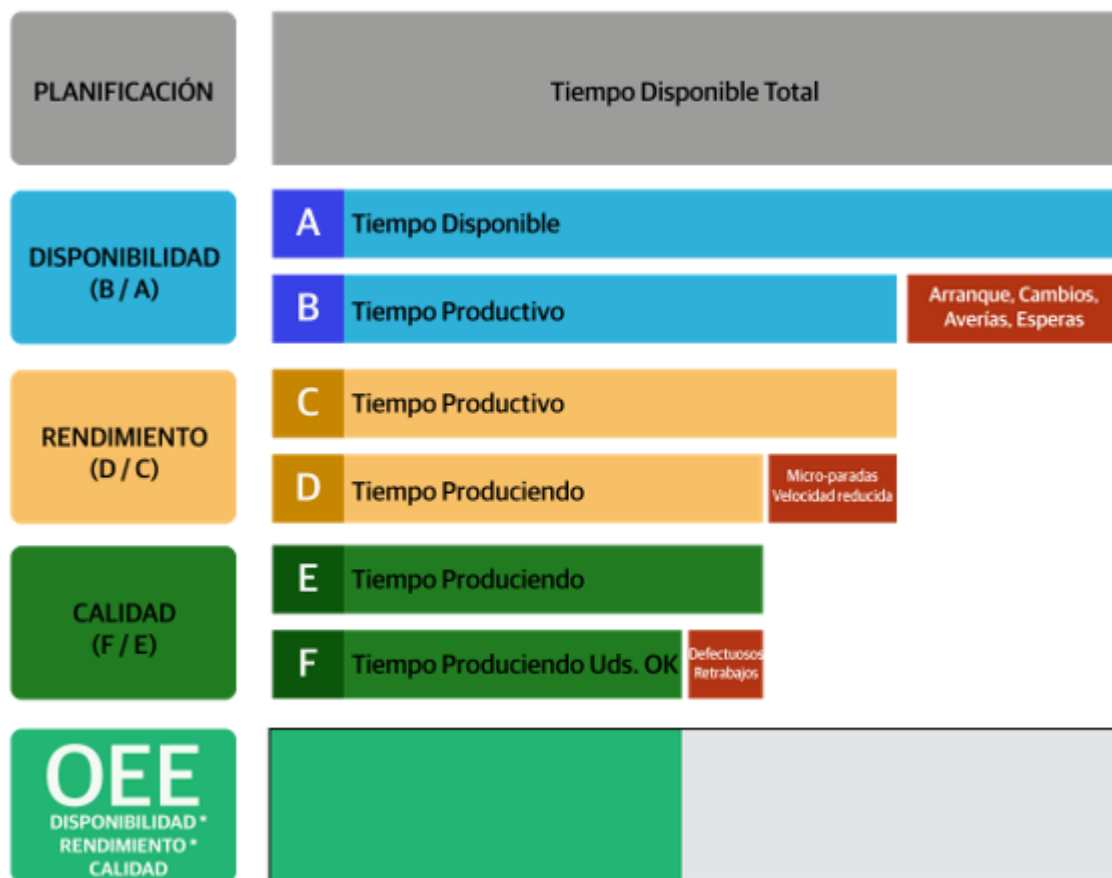 PLANIFICACIÓN
Tiempo Disponible Total
DISPONIBILIDAD
(B / A)
A Tiempo Disponible
B Tiempo Productivo
Arranque, Cambios,
Averías, Esperas
RENDIMIENTO
(D / C)
C Tiempo Productivo
D Tiempo Produciendo
Micro-paradas
Velocidad reducida
CALIDAD
(F / E)
E Tiempo Produciendo
F Tiempo Produciendo Uds. OK
Defectuosos
Retrabajos
OEE
DISPONIBILIDAD *
RENDIMIENTO *
CALIDAD